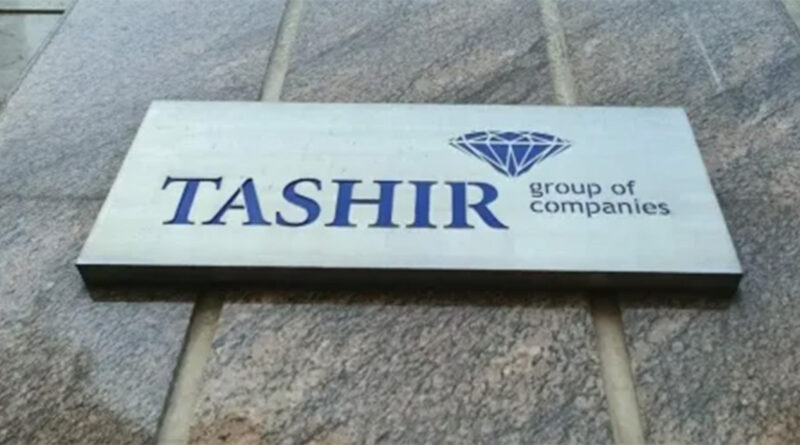 TASHIR
group of
companies